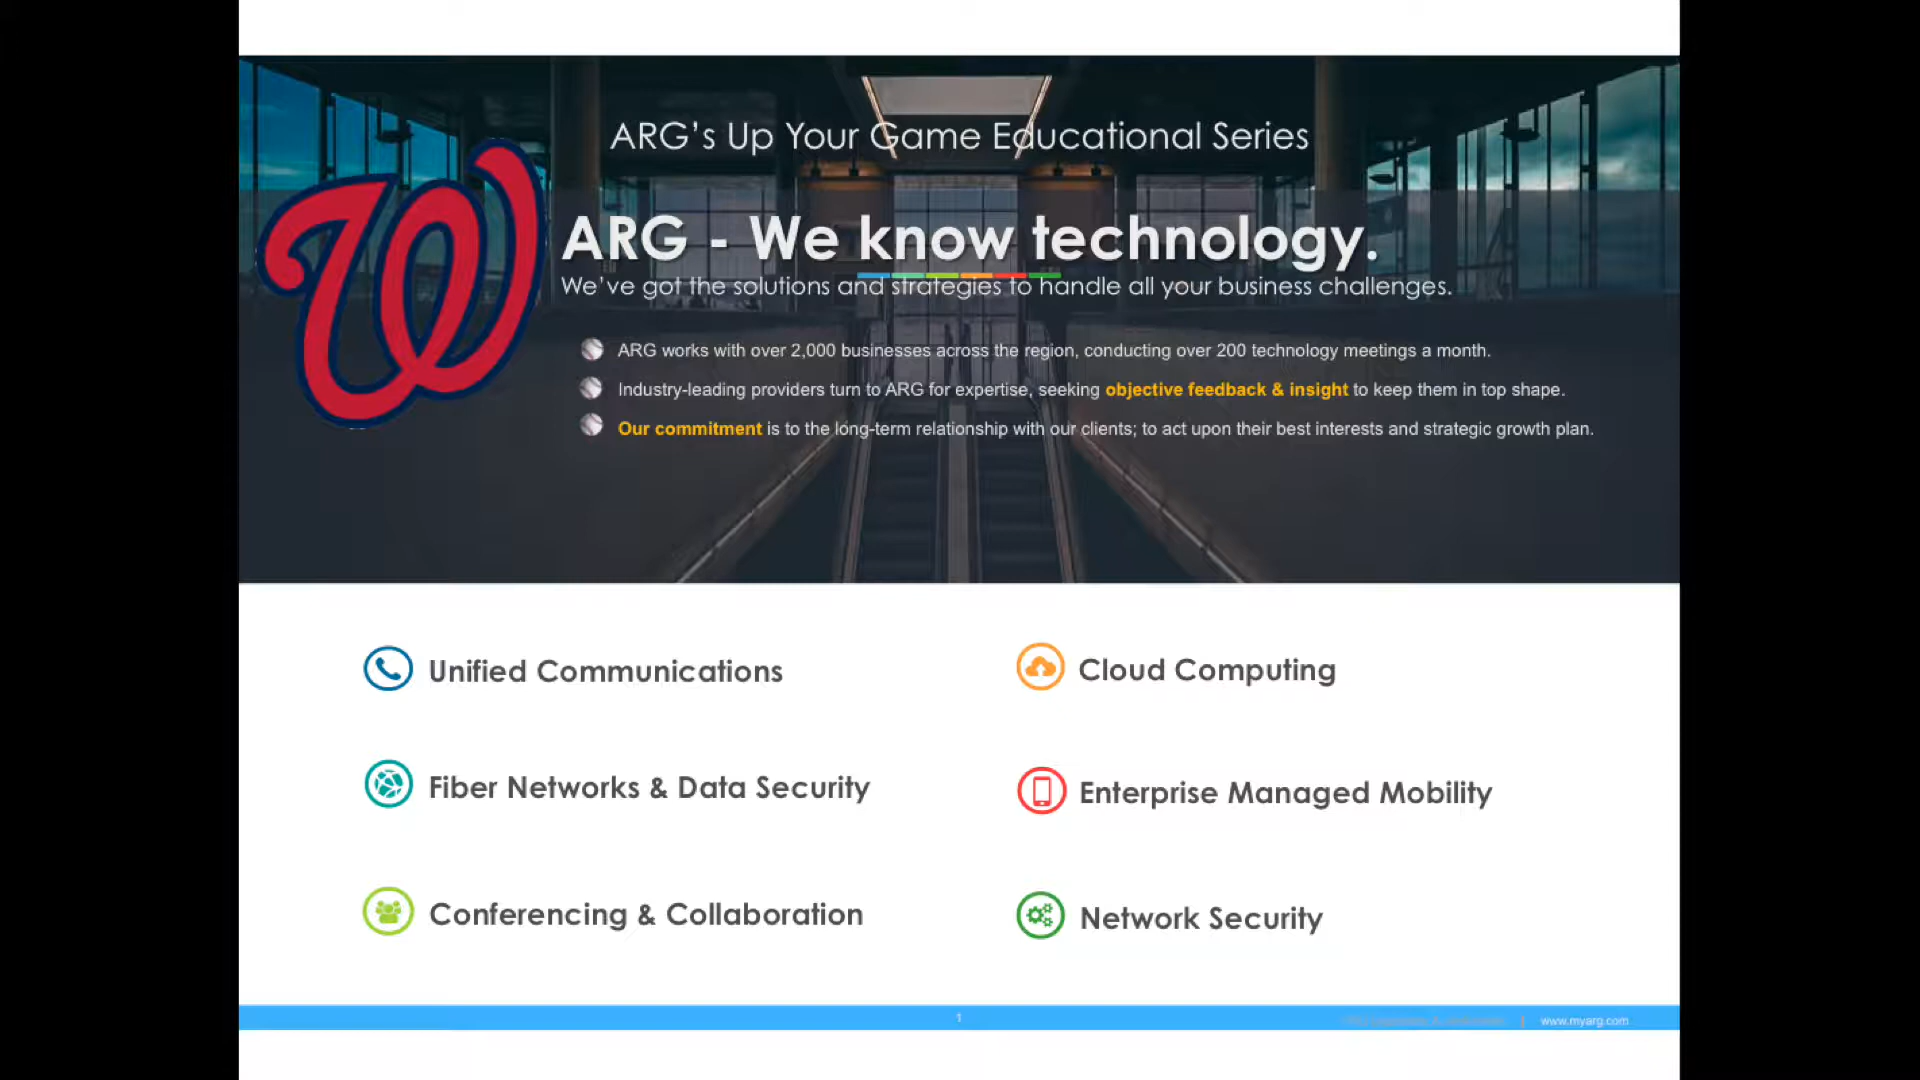 ARG’s Up Your Game Educational Series
ARG - We know technology.
We’ve got the solutions and strategies to handle all your business challenges.
ARG works with over 2,000 businesses across the region, conducting over 200 technology meetings a month.
Industry-leading providers turn to ARG for expertise, seeking objective feedback & insight to keep them in top shape.
Our commitment is to the long-term relationship with our clients; to act upon their best interests and strategic growth plan.
W
Unified Communications
Cloud Computing
Fiber Networks & Data Security
Enterprise Managed Mobility
Conferencing & Collaboration
Network Security
1
| www.myarg.com